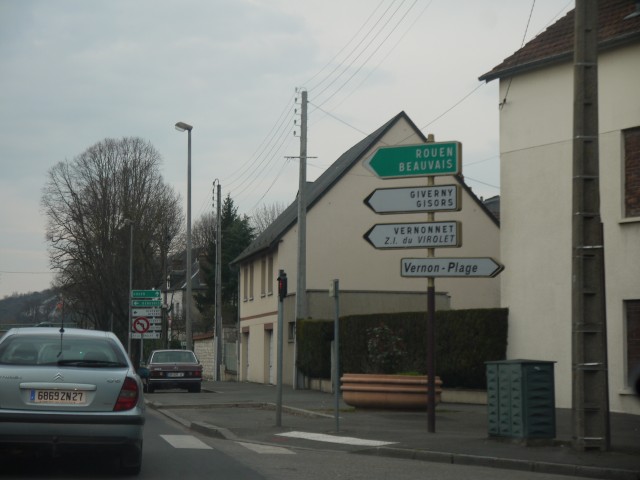 ROUEN
BEAUVAIS
GIVERNY
GISORS
VERNONNET
Z.I. du VIROLET
Vernon-Plage
6869ZN27